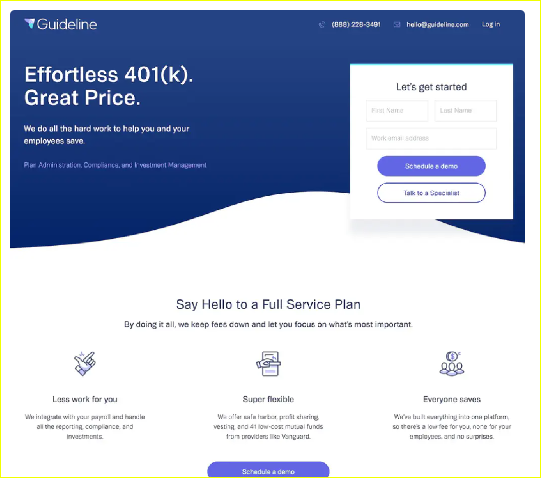 Guideline
(888) 228-3491 hello@guideline.com Log in
Effortless 401(k).
Great Price.
We do all the hard work to help you and your
employees save.
Plan Administration, Compliance, and Investment Management
Let's get started
First Name Last Name
Work email address
Schedule a demo
Talk to a Specialist
Say Hello to a Full Service Plan
By doing it all, we keep fees down and let you focus on what's most important.
Less work for you
We integrate with your payroll and handle
all the reporting, compliance, and
investments.
Super flexible
We offer safe harbor, profit sharing,
vesting, and 41 low-cost mutual funds
from providers like Vanguard.
Everyone saves
We've built everything into one platform,
so there's a low fee for you, none for your
employees, and no surprises.
Schedule a demo